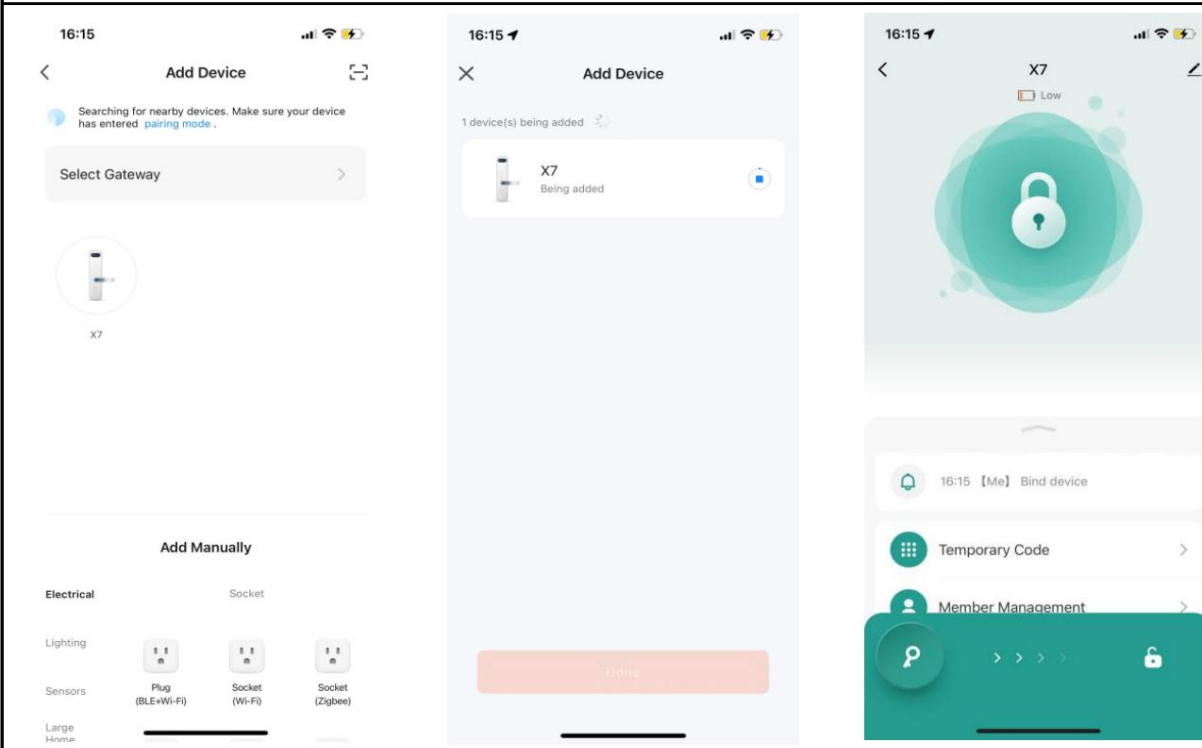 16:15
Add Device
Searching for nearby devices. Make sure your device
has entered pairing mode .
Select Gateway
X7
Add Manually
Electrical
Socket
Lighting
Sensors
Large
Home
Plug
(BLE+Wi-Fi)
Socket
(Wi-Fi)
Socket
(Zigbee)
16:15
Add Device
1 device(s) being added
X7
Being added
Done
16:15
X7
Low
16:15 【Me】 Bind device
Temporary Code
Member Management